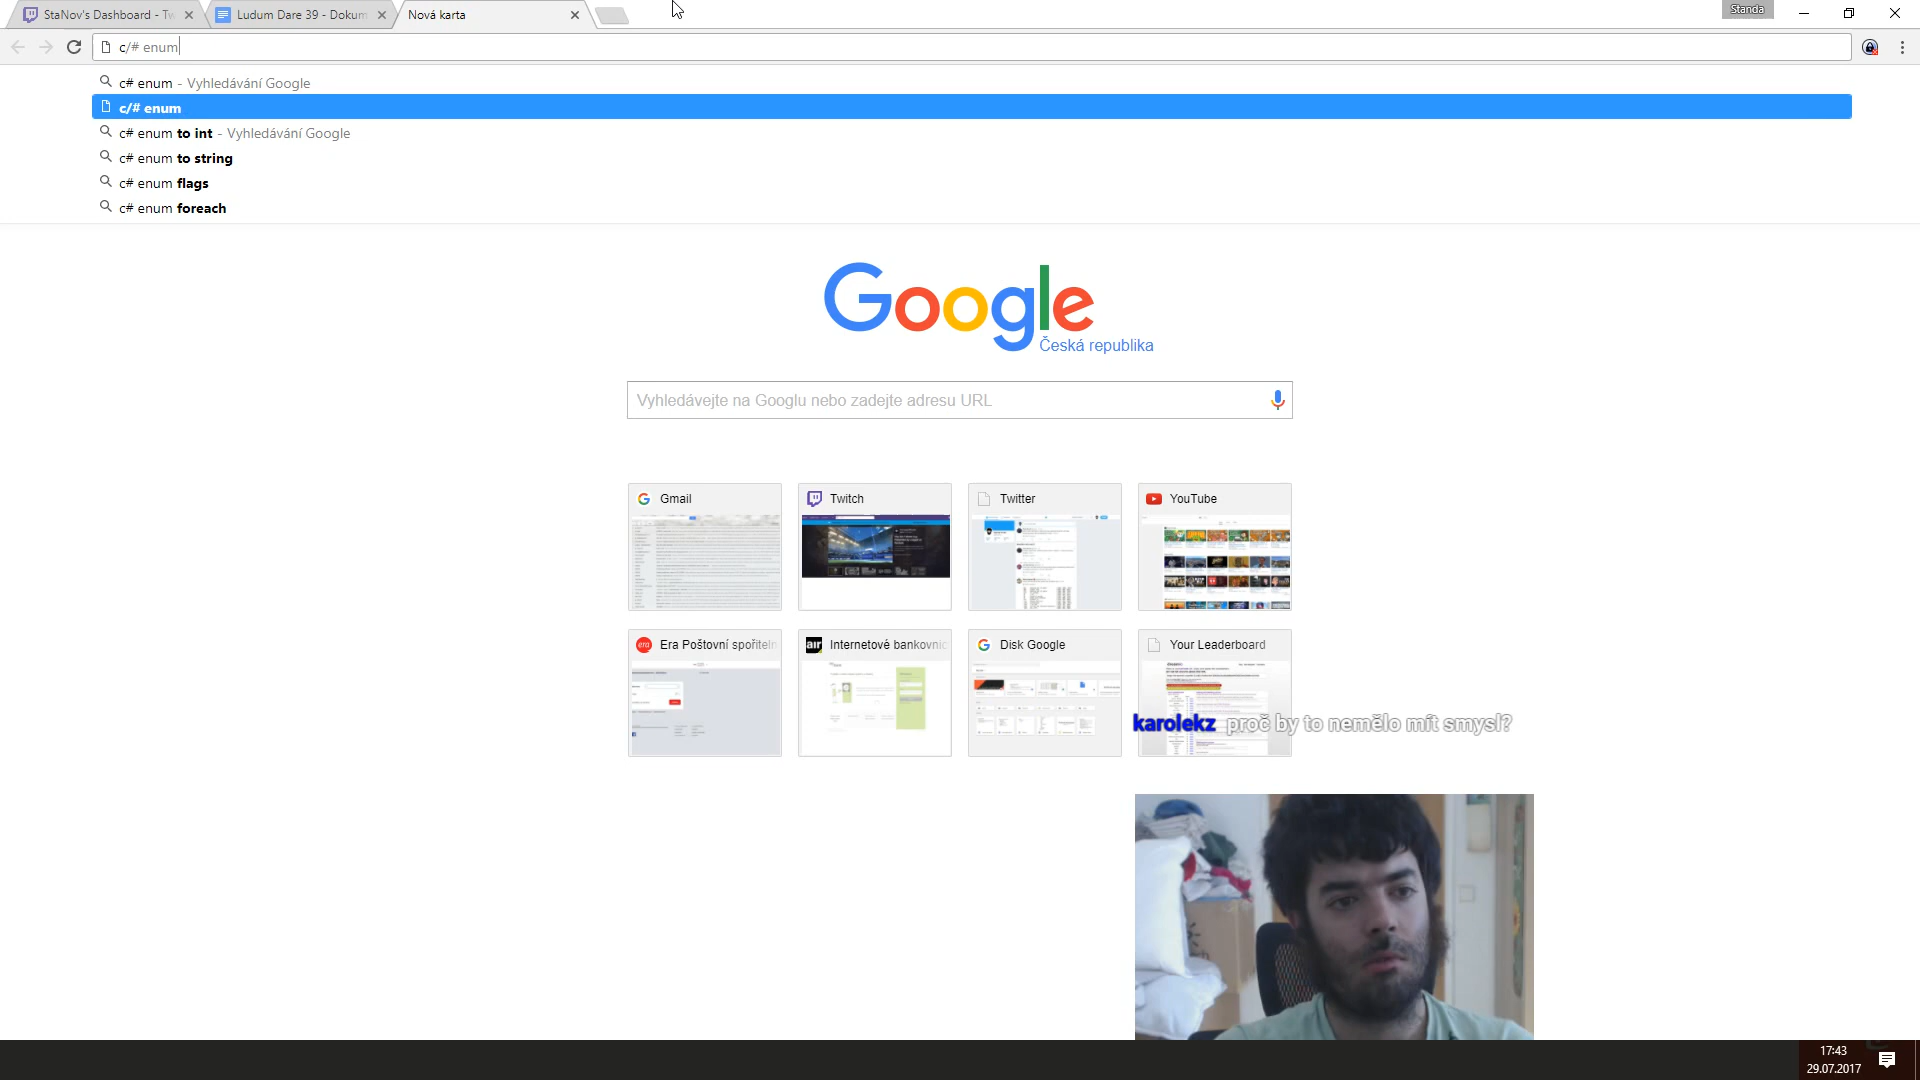 StaNov's Dashboard - Tw
Ludum Dare 39 - Dokum
Nová karta
Standa
c/# enum
c# enum - Vyhledávání Google
c/# enum
c# enum to int - Vyhledávání Google
c# enum to string
c# enum flags
c# enum foreach
Google
Česká republika
Vyhledávejte na Googlu nebo zadejte adresu URL
Gmail
Twitch
Twitter
YouTube
Era Poštovní spořiteln
Internetové bankovnic
Disk Google
Your Leaderboard
karolekz proč by to nemělo mít smysl?
17:43
29.07.2017